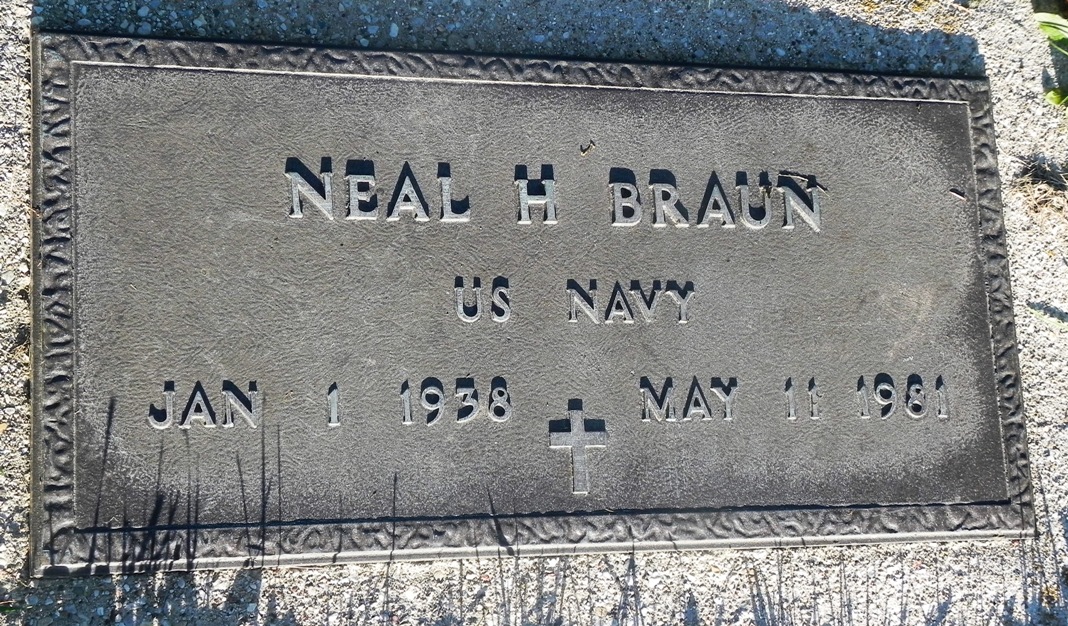 NEAL H BRAUN
US NAVY
JAN 1 1938 MAY 11 1981